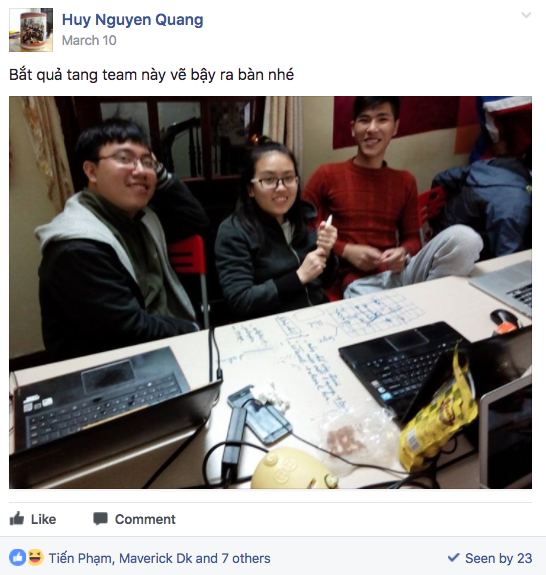 Huy Nguyen Quang
March 10
Bắt quả tang team này vẽ bậy ra bàn nhé
Like
Comment
Tiến Phạm, Maverick Dk and 7 others
Seen by 23